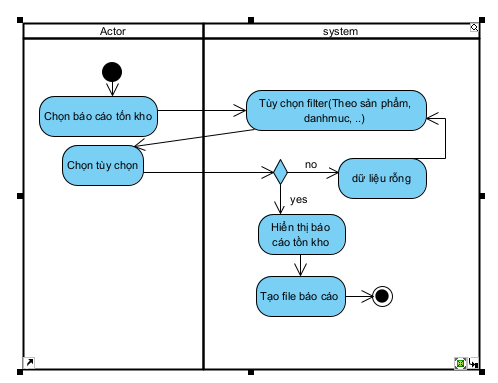 Actor
system
Chọn báo cáo tồn kho
Tùy chọn filter(Theo sản phẩm,
danhmuc, ..)
Chọn tùy chọn
no
dữ liệu rỗng
yes
Hiển thị báo
cáo tồn kho
Tạo file báo cáo